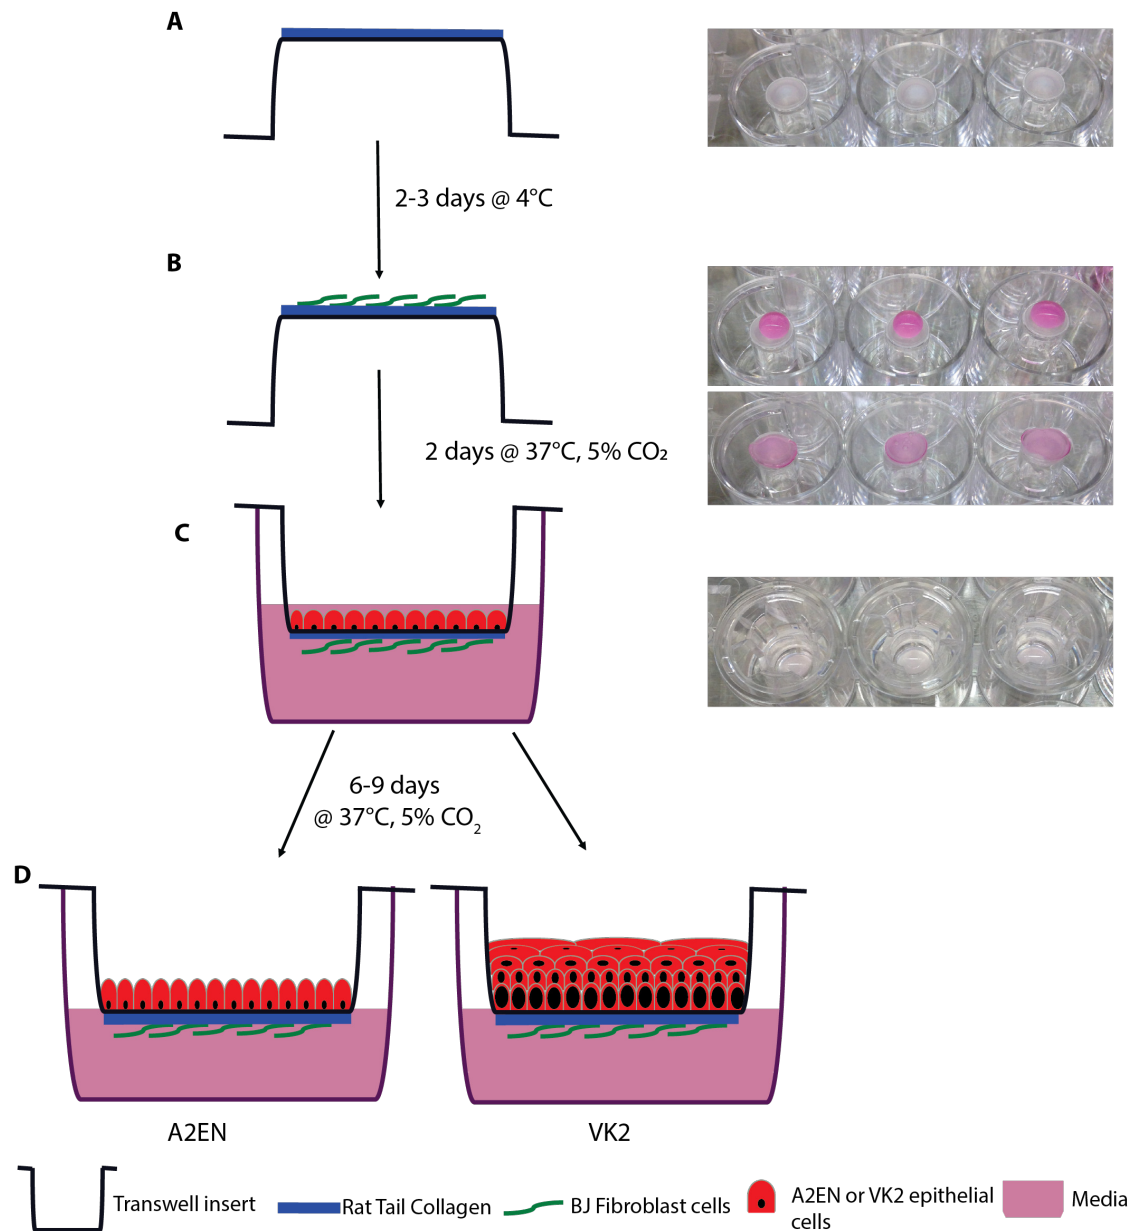 A
2-3 days @ 4°C
B
2 days @ 37°C, 5% CO₂
C
6-9 days
@ 37°C, 5% CO₂
D
A2EN
VK2
Transwell insert
Rat Tail Collagen
BJ Fibroblast cells
A2EN or VK2 epithelial
cells
Media